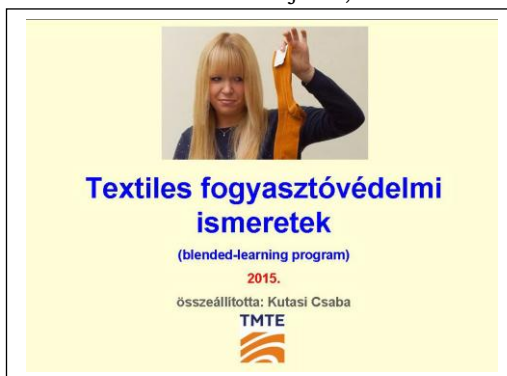 Textiles fogyasztóvédelmi
ismeretek
(blended-learning program)
2015.
összeállította: Kutasi Csaba
TMTE